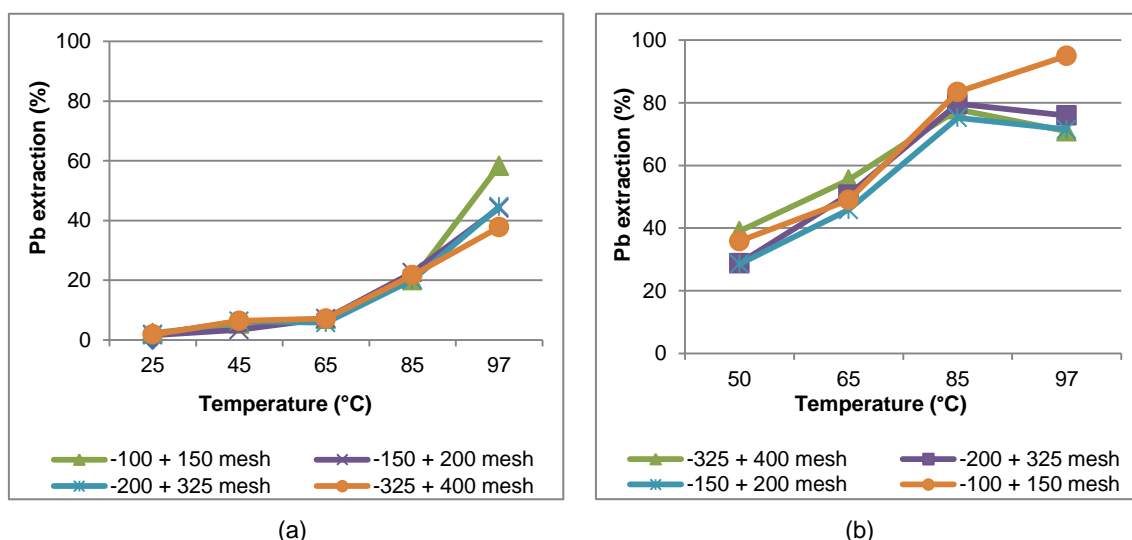 100
80
60
40
20
0
Pb extraction (%)
25 45 65 85 97
Temperature (°C)
-100 + 150 mesh -150 + 200 mesh
-200 + 325 mesh -325 + 400 mesh
(a)
100
80
60
40
20
0
Pb extraction (%)
50 65 85 97
Temperature (°C)
-325 + 400 mesh -200 + 325 mesh
-150 + 200 mesh -100 + 150 mesh
(b)